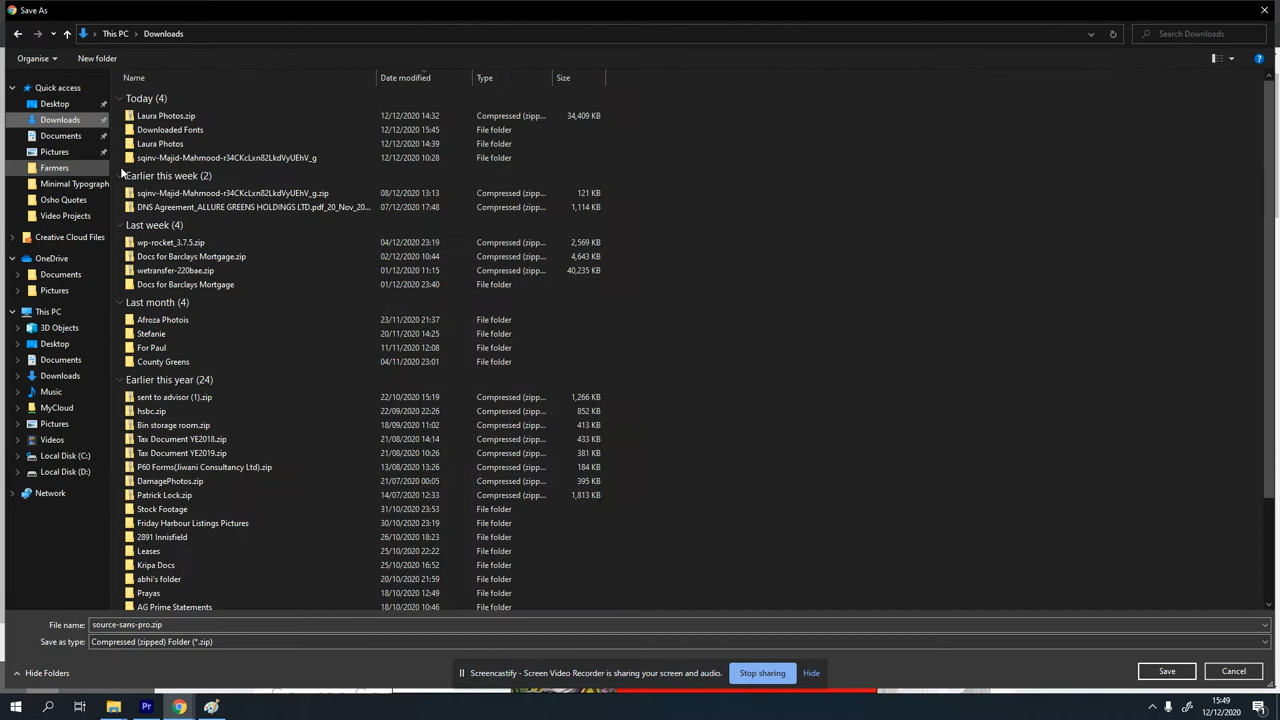 Save As
This PC > Downloads
Search Downloads
Organise
New folder
Name Date modified Type Size
Quick access
Desktop
Downloads
Documents
Pictures
Farmers
Minimal Typograph
Osho Quotes
Video Projects
Creative Cloud Files
OneDrive
Documents
Pictures
This PC
3D Objects
Desktop
Documents
Downloads
Music
MyCloud
Pictures
Videos
Local Disk (C:)
Local Disk (D:)
Network
Today (4)
Laura Photos.zip 12/12/2020 14:32 Compressed (zipp... 34,409 KB
Downloaded Fonts 12/12/2020 15:45 File folder
Laura Photos 12/12/2020 14:39 File folder
sqinv-Majid-Mahmood-r34CKcLxn82LkdVyUEhV_g 12/12/2020 10:28 File folder
Earlier this week (2)
sqinv-Majid-Mahmood-r34CKcLxn82LkdVyUEhV_g.zip 08/12/2020 13:13 Compressed (zipp... 121 KB
DNS Agreement_ALLURE GREENS HOLDINGS LTD.pdf_20_Nov_20... 07/12/2020 17:48 Compressed (zipp... 1,114 KB
Last week (4)
wp-rocket_3.7.5.zip 04/12/2020 23:19 Compressed (zipp... 2,569 KB
Docs for Barclays Mortgage.zip 02/12/2020 10:44 Compressed (zipp... 4,643 KB
wetransfer-220bae.zip 01/12/2020 11:15 Compressed (zipp... 40,235 KB
Docs for Barclays Mortgage 01/12/2020 23:40 File folder
Last month (4)
Afroza Photois 23/11/2020 21:37 File folder
Stefanie 20/11/2020 14:25 File folder
For Paul 11/11/2020 12:08 File folder
County Greens 04/11/2020 23:01 File folder
Earlier this year (24)
sent to advisor (1).zip 22/10/2020 15:19 Compressed (zipp... 1,266 KB
hsbc.zip 22/09/2020 22:26 Compressed (zipp... 852 KB
Bin storage room.zip 18/09/2020 11:02 Compressed (zipp... 413 KB
Tax Document YE2018.zip 21/08/2020 14:14 Compressed (zipp... 433 KB
Tax Document YE2019.zip 21/08/2020 10:26 Compressed (zipp... 381 KB
P60 Forms(Jiwani Consultancy Ltd).zip 13/08/2020 13:26 Compressed (zipp... 184 KB
DamagePhotos.zip 21/07/2020 00:05 Compressed (zipp... 395 KB
Patrick Lock.zip 14/07/2020 12:33 Compressed (zipp... 1,813 KB
Stock Footage 31/10/2020 23:53 File folder
Friday Harbour Listings Pictures 30/10/2020 23:19 File folder
2891 Innisfield 26/10/2020 18:23 File folder
Leases 25/10/2020 22:22 File folder
Kripa Docs 25/10/2020 16:52 File folder
abhi's folder 20/10/2020 21:59 File folder
Prayas 18/10/2020 12:49 File folder
AG Prime Statements 18/10/2020 10:46 File folder
File name: source-sans-pro.zip
Save as type: Compressed (zipped) Folder (*.zip)
Hide Folders
Screencastify - Screen Video Recorder is sharing your screen and audio.
Stop sharing
Hide
Save
Cancel
Pr
15:49
12/12/2020